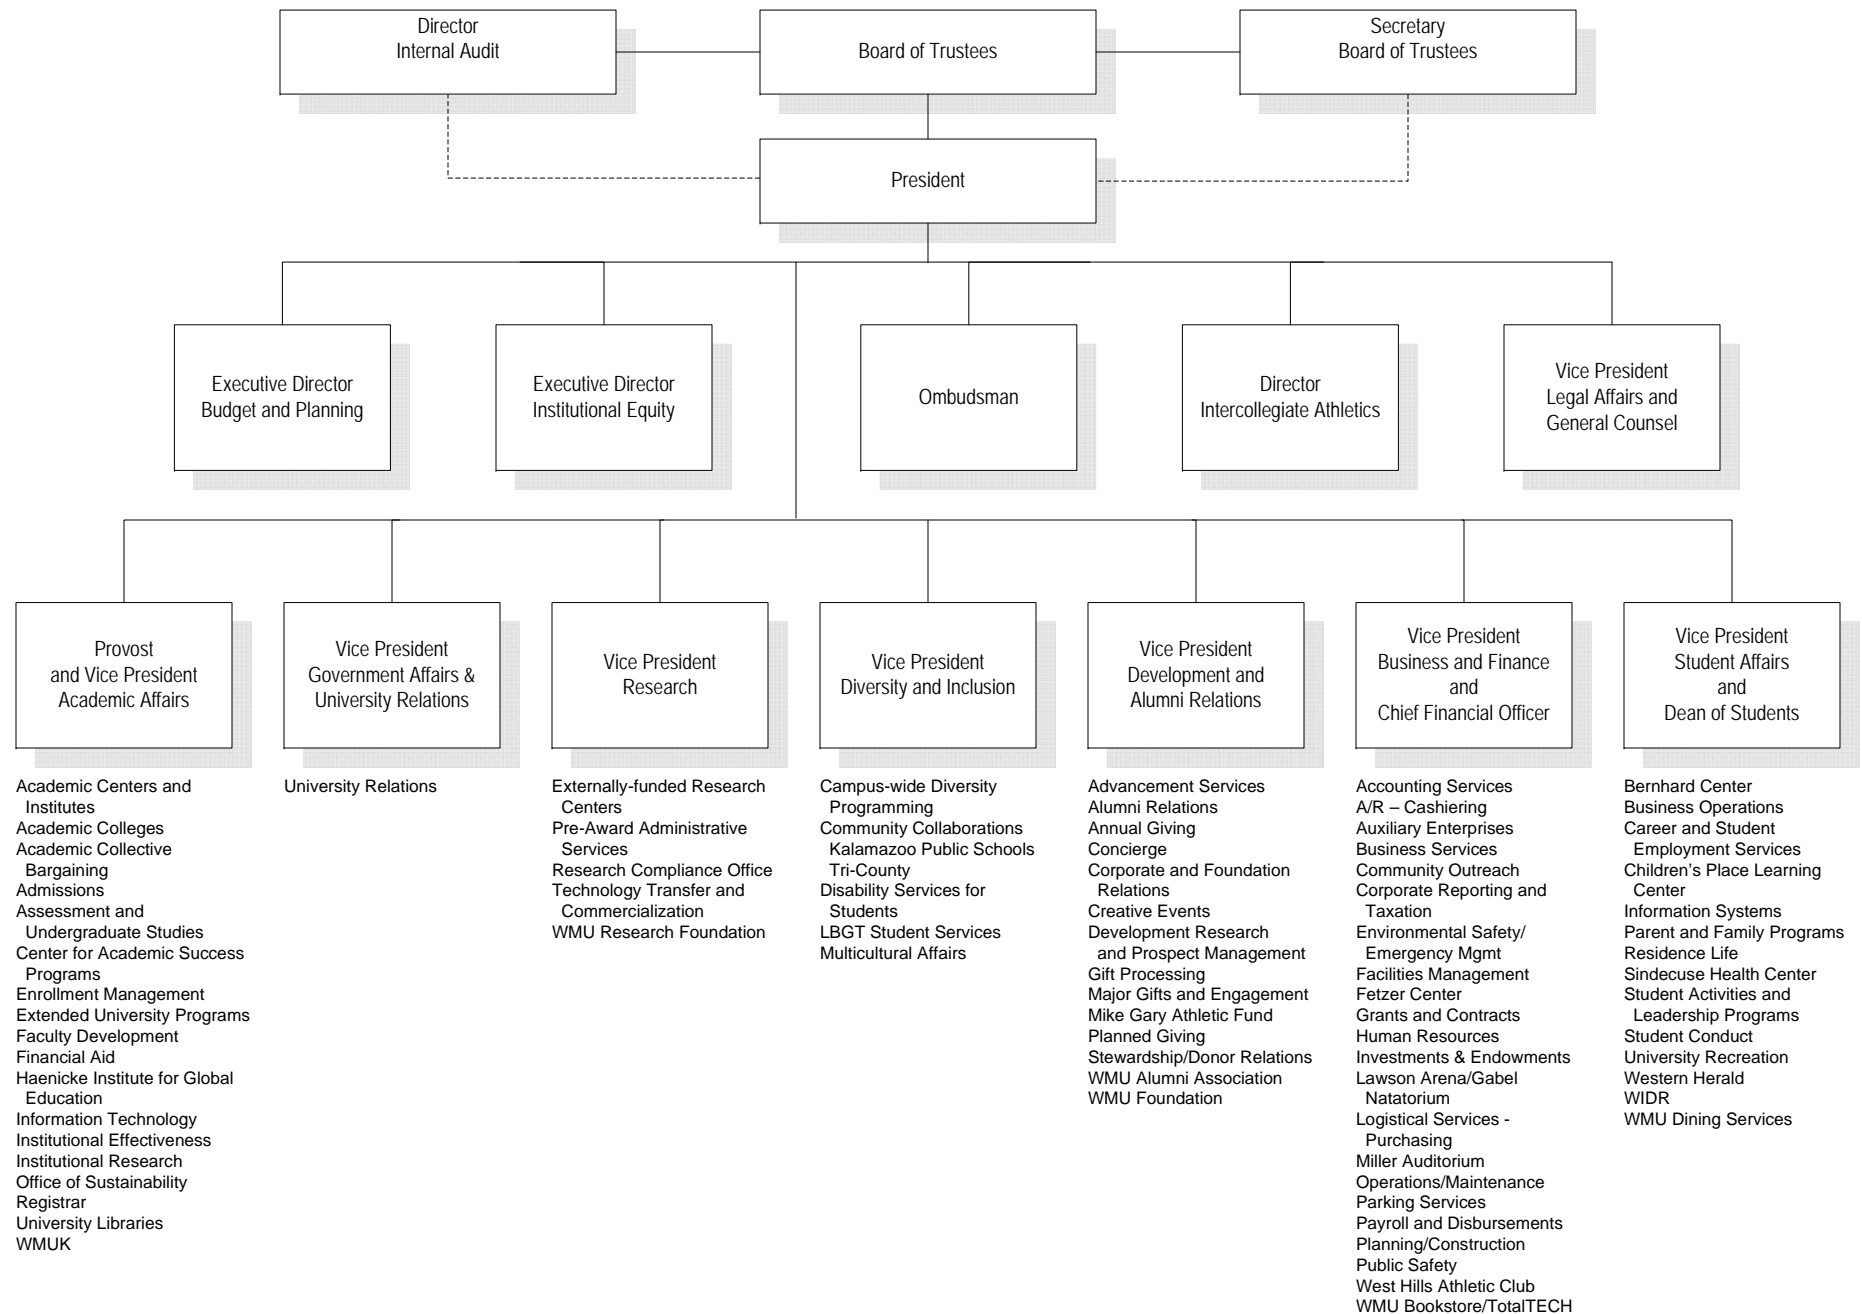 Director
Internal Audit
Board of Trustees
Secretary
Board of Trustees
President
Executive Director
Budget and Planning
Executive Director
Institutional Equity
Ombudsman
Director
Intercollegiate Athletics
Vice President
Legal Affairs and
General Counsel
Provost
and Vice President
Academic Affairs
Vice President
Government Affairs &
University Relations
Vice President
Research
Vice President
Diversity and Inclusion
Vice President
Development and
Alumni Relations
Vice President
Business and Finance
and
Chief Financial Officer
Vice President
Student Affairs
and
Dean of Students
Academic Centers and
Institutes
Academic Colleges
Academic Collective
Bargaining
Admissions
Assessment and
Undergraduate Studies
Center for Academic Success
Programs
Enrollment Management
Extended University Programs
Faculty Development
Financial Aid
Haenicke Institute for Global
Education
Information Technology
Institutional Effectiveness
Institutional Research
Office of Sustainability
Registrar
University Libraries
WMUK
University Relations
Externally-funded Research
Centers
Pre-Award Administrative
Services
Research Compliance Office
Technology Transfer and
Commercialization
WMU Research Foundation
Campus-wide Diversity
Programming
Community Collaborations
Kalamazoo Public Schools
Tri-County
Disability Services for
Students
LBGT Student Services
Multicultural Affairs
Advancement Services
Alumni Relations
Annual Giving
Concierge
Corporate and Foundation
Relations
Creative Events
Development Research
and Prospect Management
Gift Processing
Major Gifts and Engagement
Mike Gary Athletic Fund
Planned Giving
Stewardship/Donor Relations
WMU Alumni Association
WMU Foundation
Accounting Services
A/R – Cashiering
Auxiliary Enterprises
Business Services
Community Outreach
Corporate Reporting and
Taxation
Environmental Safety/
Emergency Mgmt
Facilities Management
Fetzer Center
Grants and Contracts
Human Resources
Investments & Endowments
Lawson Arena/Gabel
Natatorium
Logistical Services -
Purchasing
Miller Auditorium
Operations/Maintenance
Parking Services
Payroll and Disbursements
Planning/Construction
Public Safety
West Hills Athletic Club
WMU Bookstore/TotalTECH
Bernhard Center
Business Operations
Career and Student
Employment Services
Children's Place Learning
Center
Information Systems
Parent and Family Programs
Residence Life
Sindecuse Health Center
Student Activities and
Leadership Programs
Student Conduct
University Recreation
Western Herald
WIDR
WMU Dining Services